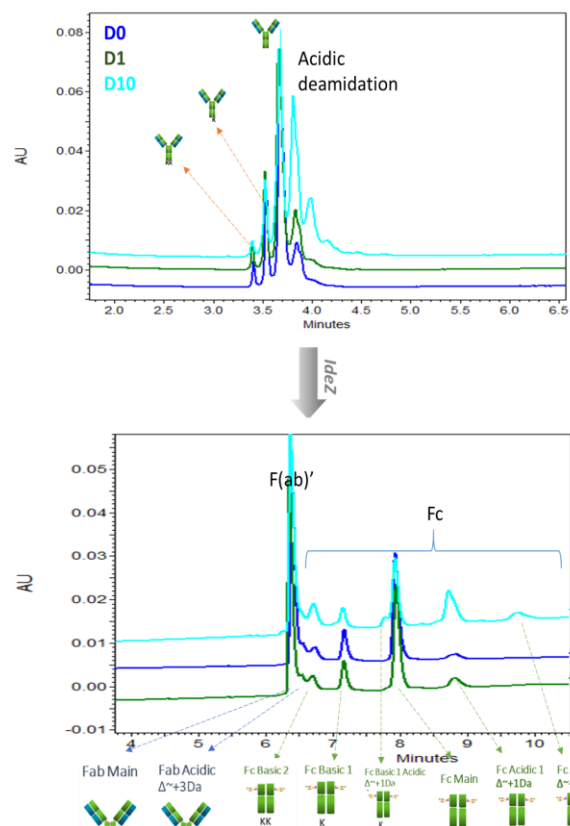 D0
D1
D10
Acidic
deamidation
AU
0.08
0.06
0.04
0.02
0.00
2.0 2.5 3.0 3.5 4.0 4.5 5.0 5.5 6.0 6.5
Minutes
IdeZ
F(ab)’
Fc
AU
0.05
0.04
0.03
0.02
0.01
0.00
-0.01
4 5 6 7 8 9 10
Minutes
Fab Main
Fab Acidic
Δ~+3Da
Fc Basic 2
KK
Fc Basic 1
K
Fc Basic 1 Acidic
Δ~+1Da
K
Fc Main
Fc Acidic 1
Δ~+1Da
Fc
Δ~+